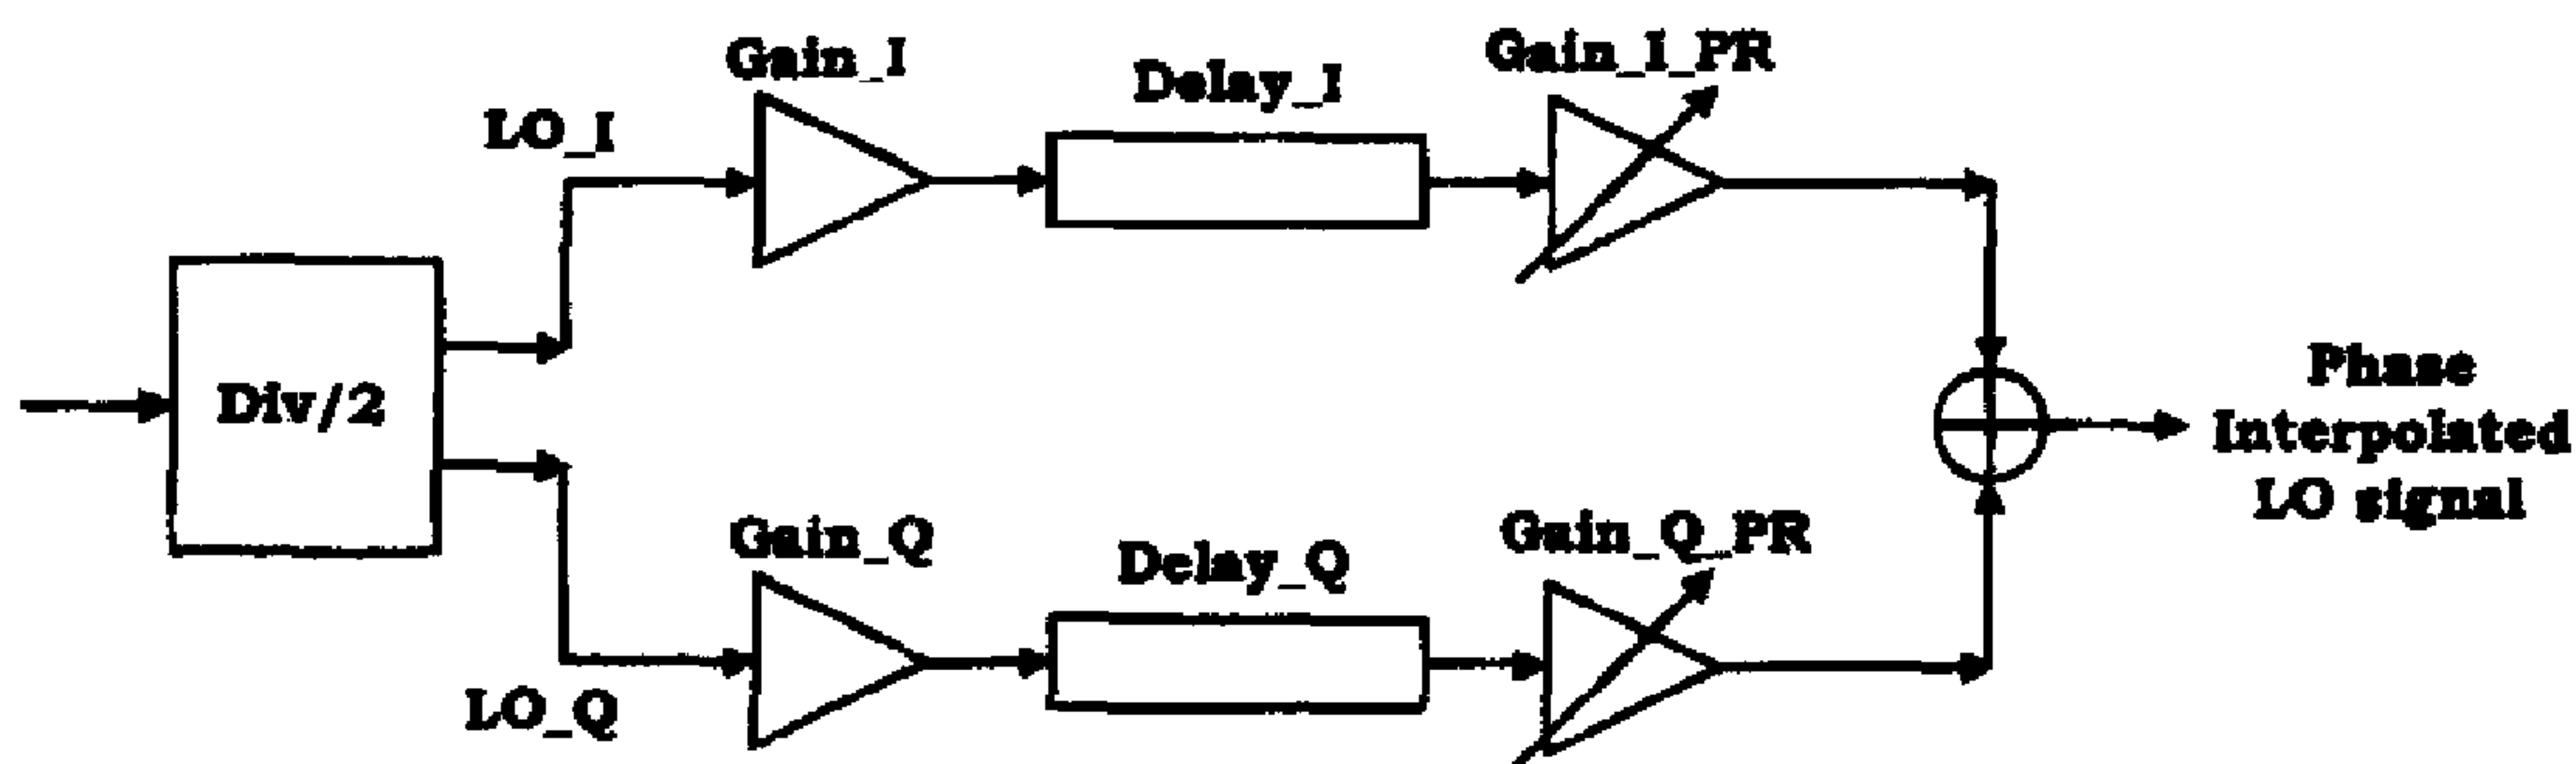 Gain_I
Gain_I_PR
Delay_I
LO_I
Div/2
Phase
Interpolated
LO signal
Gain_Q
Gain_Q_PR
Delay_Q
LO_Q